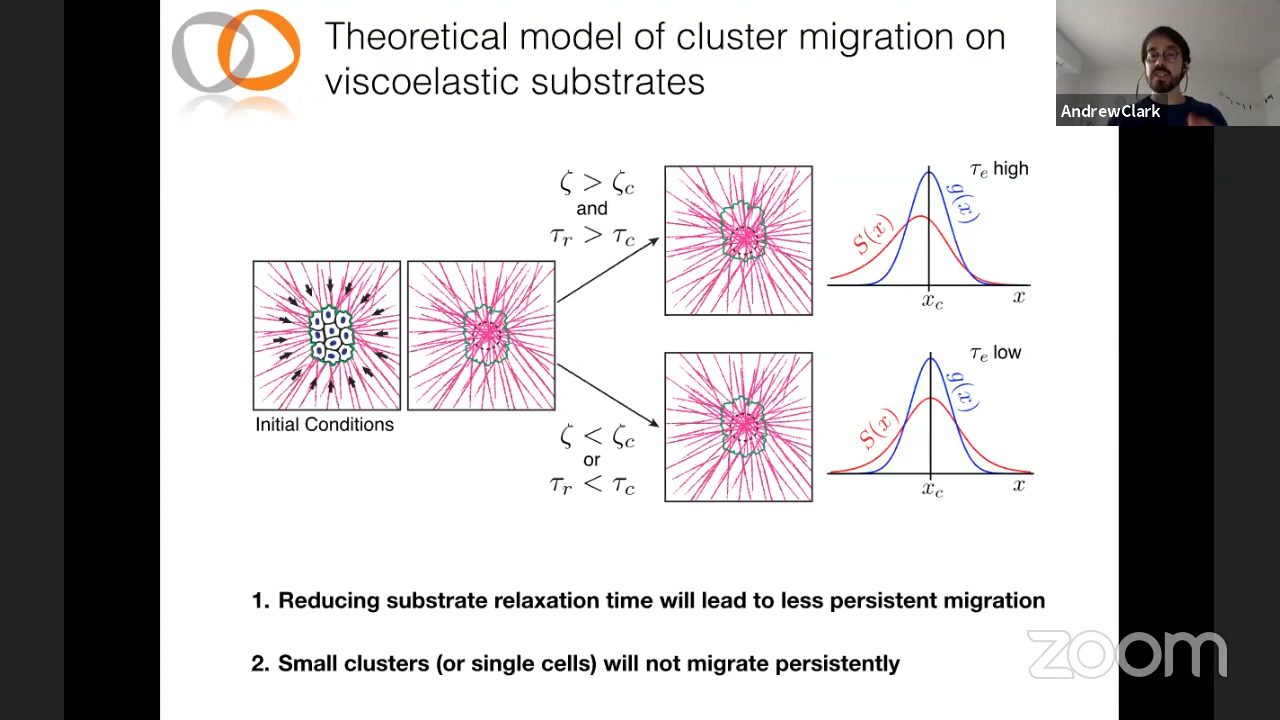 Theoretical model of cluster migration on
viscoelastic substrates
AndrewClark
ζ > ζc
and
τr > τc
τe high
S(x)
g(x)
xc
x
Initial Conditions
ζ < ζc
or
τr < τc
τe low
S(x)
g(x)
xc
x
1. Reducing substrate relaxation time will lead to less persistent migration
2. Small clusters (or single cells) will not migrate persistently
zoom